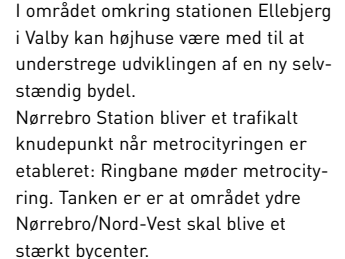 I området omkring stationen Ellebjerg
i Valby kan højhuse være med til at
understrege udviklingen af en ny selv-
stændig bydel.
Nørrebro Station bliver et trafikalt
knudepunkt når metrocityringen er
etableret: Ringbane møder metrocity-
ring. Tanken er er at området ydre
Nørrebro/Nord-Vest skal blive et
stærkt bycenter.